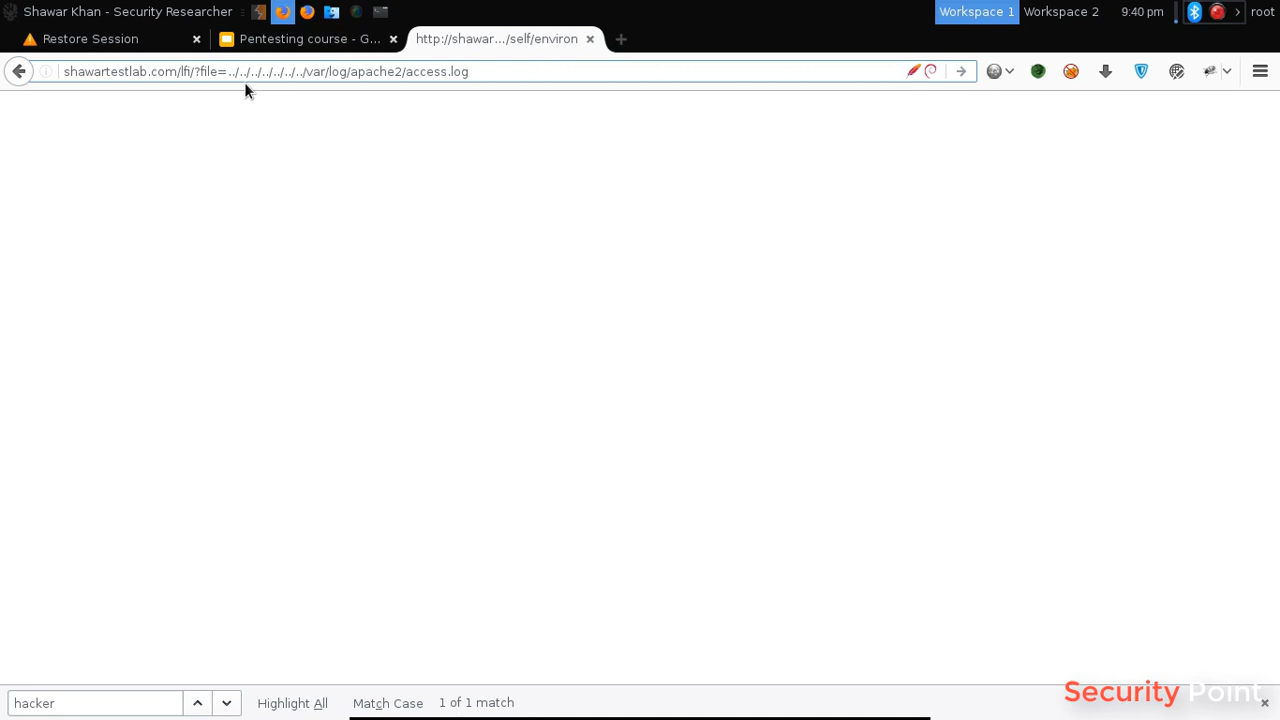 Shawar Khan - Security Researcher
Workspace 1
Workspace 2
9:40 pm
root
Restore Session
Pentesting course - G...
http://shawar.../self/environ
shawartestlab.com/lfi/?file=../../../../../../../var/log/apache2/access.log
hacker
Highlight All
Match Case
1 of 1 match
Security Point